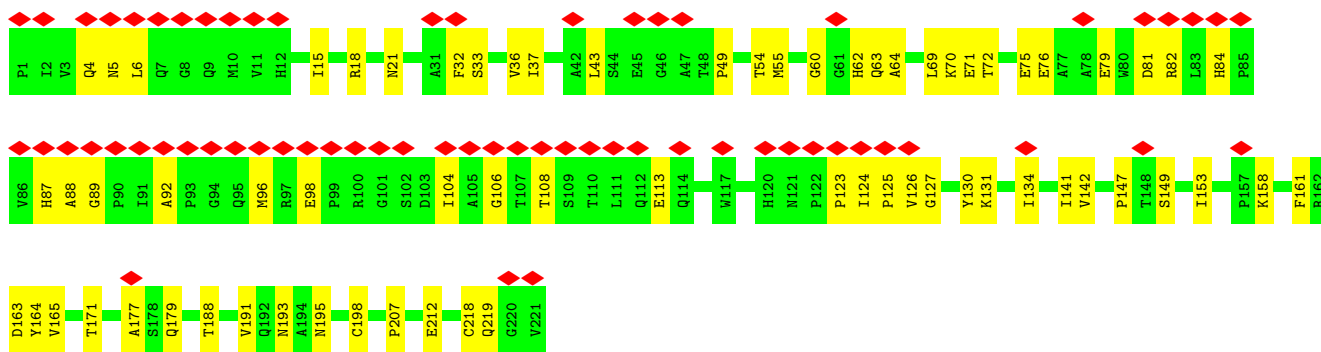 P1 I2 V3 Q4 N5 L6 Q7 G8 Q9 M10 V11 H12 I15 R18 N21 A31 F32 S33 V36 I37 A42 L43 S44 E45 G46 A47 T48 P49 T54 M55 G60 G61 H62 Q63 A64 L69 K70 E71 T72 E75 E76 A77 A78 E79 W80 D81 R82 L83 H84 P85
V86 H87 A88 G89 P90 I91 A92 P93 G94 Q95 M96 R97 E98 P99 R100 G101 S102 D103 I104 A105 G106 T107 T108 S109 T110 L111 Q112 E113 Q114 W117 H120 N121 P122 P123 I124 P125 V126 G127 Y130 K131 I134 I141 V142 P147 T148 S149 I153 P157 K158 F161 R162
D163 Y164 V165 T171 A177 S178 Q179 T188 V191 Q192 N193 A194 N195 C198 P207 E212 C218 Q219 G220 V221